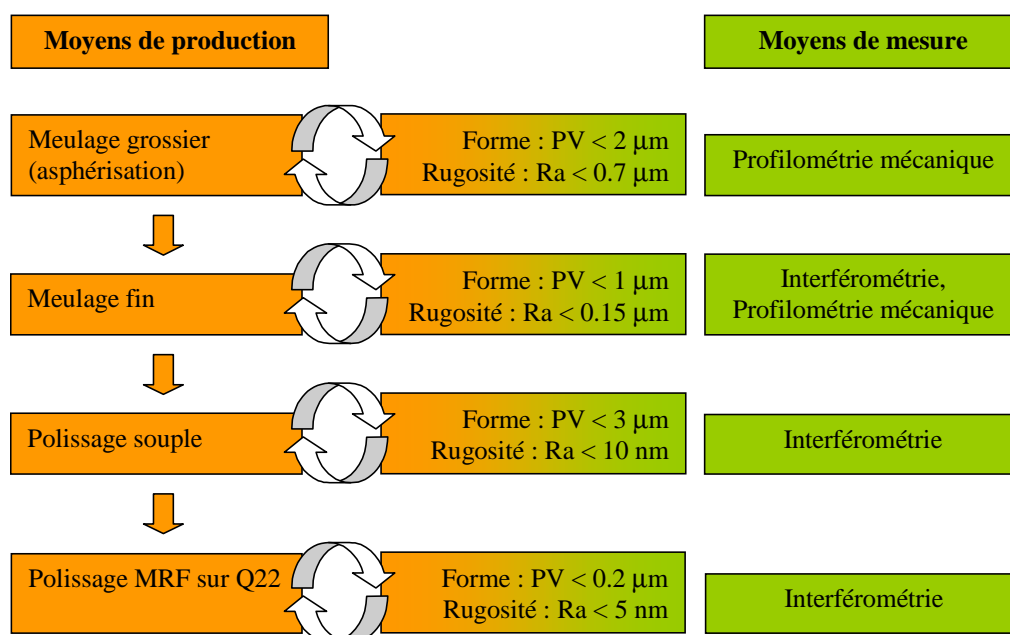 Moyens de production
Moyens de mesure
Meulage grossier
(asphérisation)
Forme : PV < 2 µm
Rugosité : Ra < 0.7 µm
Profilométrie mécanique
Meulage fin
Forme : PV < 1 µm
Rugosité : Ra < 0.15 µm
Interférométrie,
Profilométrie mécanique
Polissage souple
Forme : PV < 3 µm
Rugosité : Ra < 10 nm
Interférométrie
Polissage MRF sur Q22
Forme : PV < 0.2 µm
Rugosité : Ra < 5 nm
Interférométrie